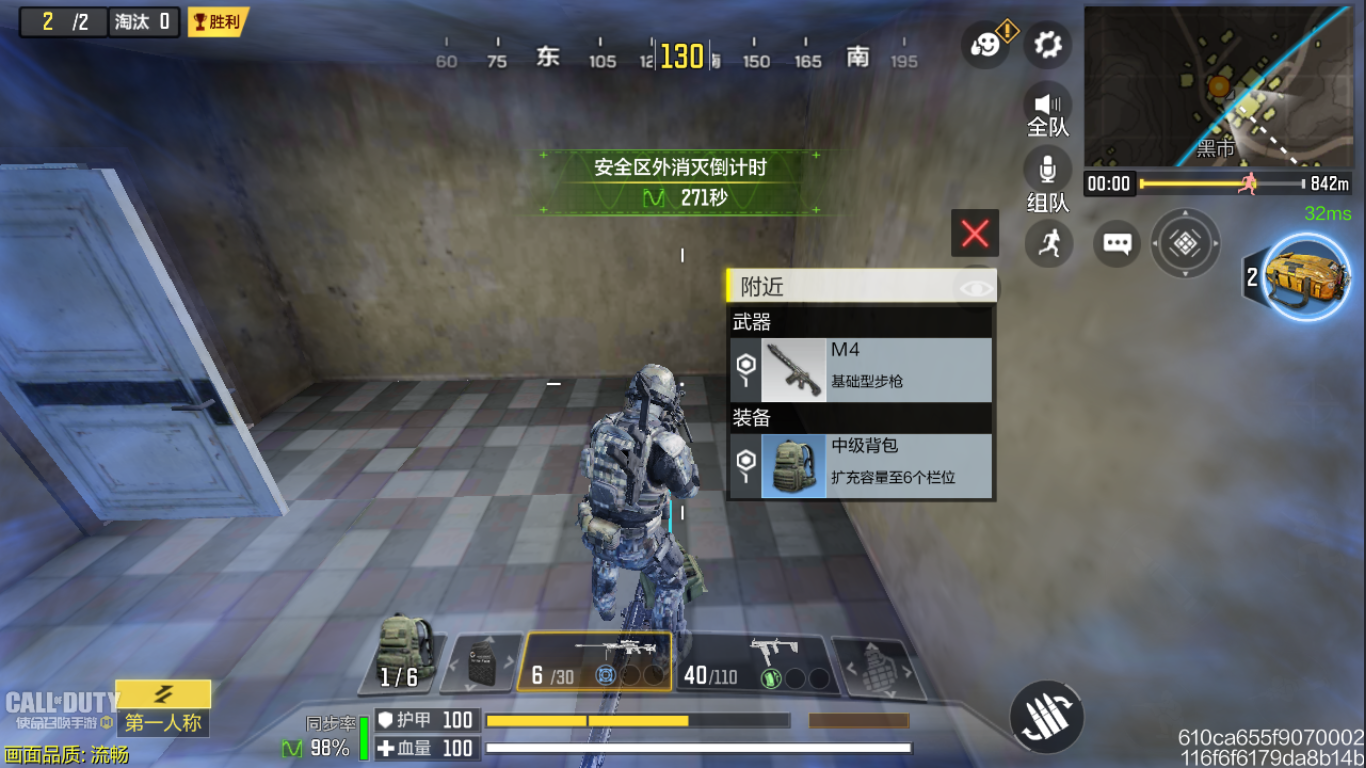 2 /2 淘汰 0 胜利
60 75 东 105 130 150 165 南 195
安全区外消灭倒计时
271秒
全队
组队
黑市
00:00 842m
32ms
2
附近
武器
M4
基础型步枪
装备
中级背包
扩充容量至6个栏位
1/6
6/30
40/110
CALL OF DUTY
使命召唤手游
第一人称
画面品质: 流畅
同步率
98%
护甲 100
血量 100
610ca655f9070002
116f6f6179da8b14b